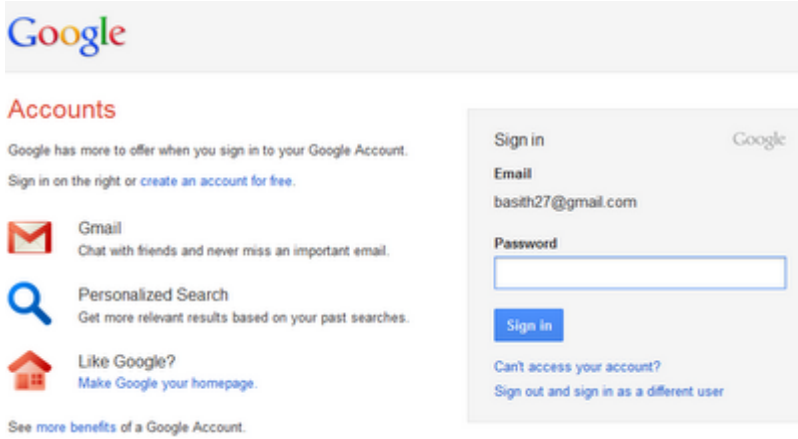 Google
Accounts
Google has more to offer when you sign in to your Google Account.
Sign in on the right or create an account for free.
Gmail
Chat with friends and never miss an important email.
Personalized Search
Get more relevant results based on your past searches.
Like Google?
Make Google your homepage.
See more benefits of a Google Account.
Sign in Google
Email
basith27@gmail.com
Password
Sign in
Can't access your account?
Sign out and sign in as a different user